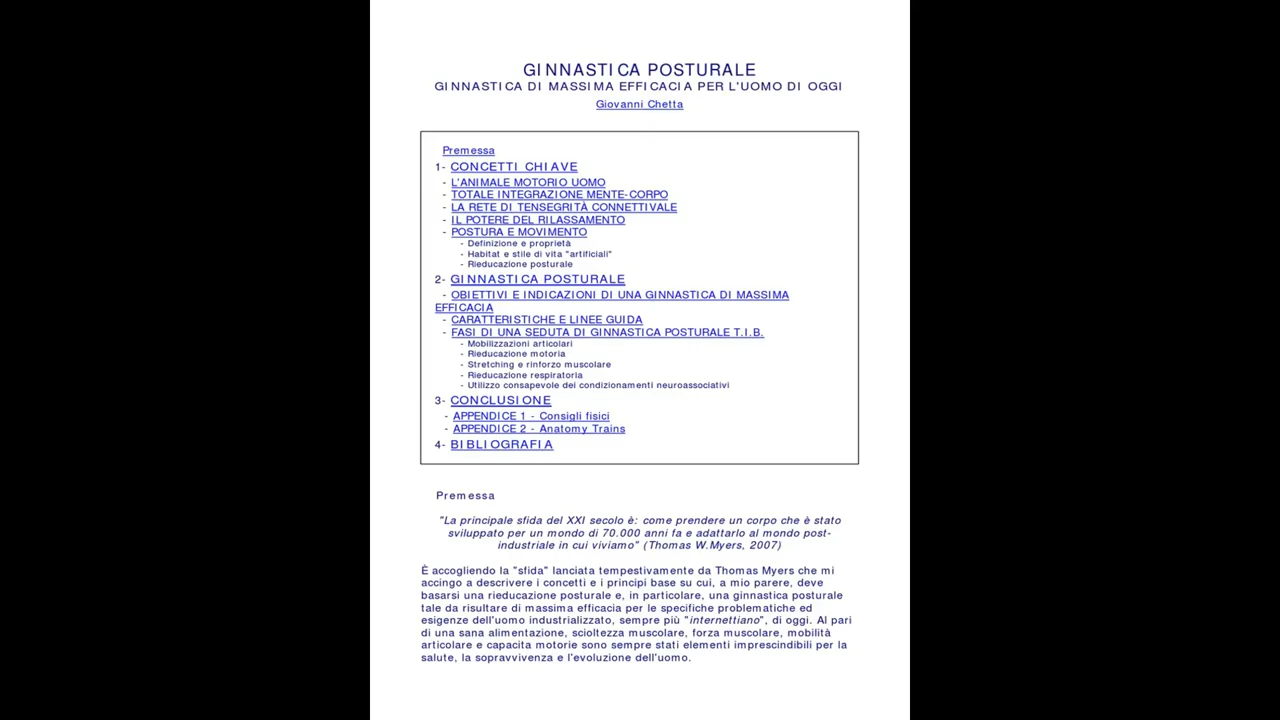 GINNASTICA POSTURALE
GINNASTICA DI MASSIMA EFFICACIA PER L'UOMO DI OGGI
Giovanni Chetta
Premessa
1- CONCETTI CHIAVE
- L'ANIMALE MOTORIO UOMO
- TOTALE INTEGRAZIONE MENTE-CORPO
- LA RETE DI TENSEGRITÀ CONNETTIVALE
- IL POTERE DEL RILASSAMENTO
- POSTURA E MOVIMENTO
- Definizione e proprietà
- Habitat e stile di vita "artificiali"
- Rieducazione posturale
2- GINNASTICA POSTURALE
- OBIETTIVI E INDICAZIONI DI UNA GINNASTICA DI MASSIMA
EFFICACIA
- CARATTERISTICHE E LINEE GUIDA
- FASI DI UNA SEDUTA DI GINNASTICA POSTURALE T.I.B.
- Mobilizzazioni articolari
- Rieducazione motoria
- Stretching e rinforzo muscolare
- Rieducazione respiratoria
- Utilizzo consapevole dei condizionamenti neuroassociativi
3- CONCLUSIONE
- APPENDICE 1 - Consigli fisici
- APPENDICE 2 - Anatomy Trains
4- BIBLIOGRAFIA
Premessa
"La principale sfida del XXI secolo è: come prendere un corpo che è stato
sviluppato per un mondo di 70.000 anni fa e adattarlo al mondo post-
industriale in cui viviamo" (Thomas W.Myers, 2007)
È accogliendo la "sfida" lanciata tempestivamente da Thomas Myers che mi
accingo a descrivere i concetti e i principi base su cui, a mio parere, deve
basarsi una rieducazione posturale e, in particolare, una ginnastica posturale
tale da risultare di massima efficacia per le specifiche problematiche ed
esigenze dell'uomo industrializzato, sempre più "internettiano", di oggi. Al pari
di una sana alimentazione, scioltezza muscolare, forza muscolare, mobilità
articolare e capacita motorie sono sempre stati elementi imprescindibili per la
salute, la sopravvivenza e l'evoluzione dell'uomo.